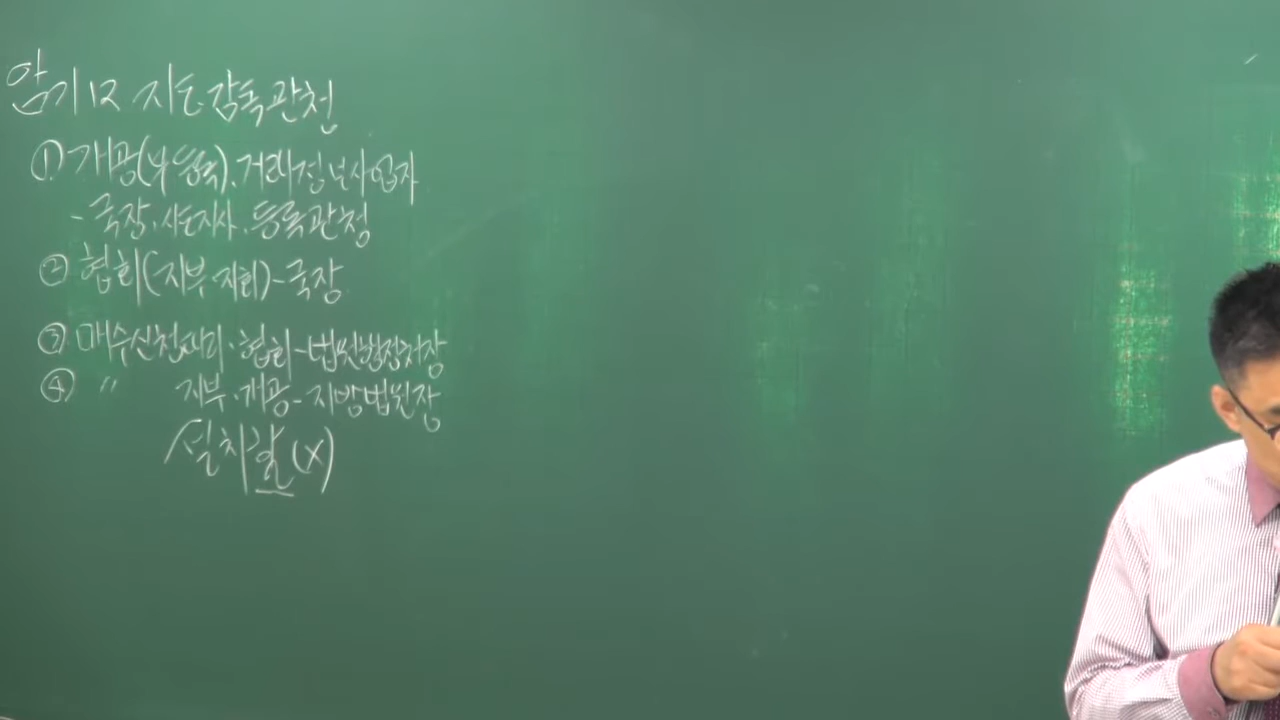 암기12 지도·감독관청
① 개공(무등록)·거래정보사업자
- 국장·시도지사·등록관청
② 협회(지부·지회)-국장
③ 매수신청대리·협회-법원행정처장
④ 〃 지부·개공-지방법원장
설치할(X)